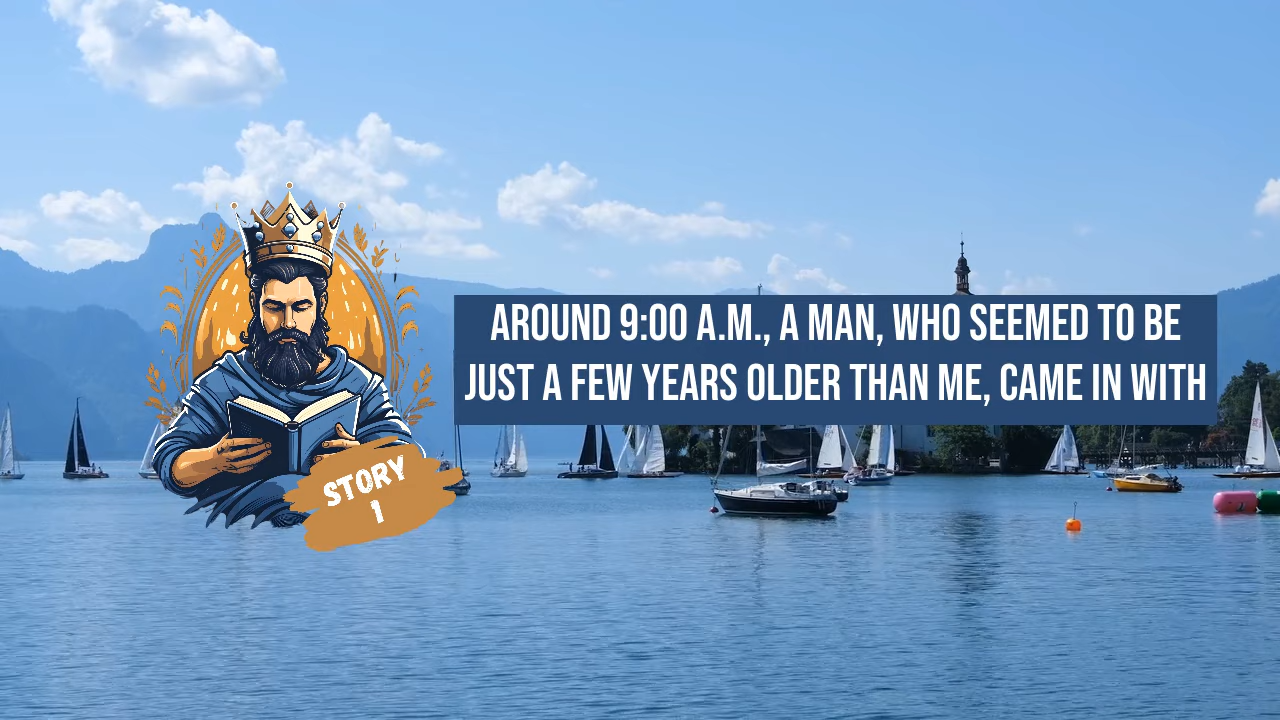 AROUND 9:00 A.M., A MAN, WHO SEEMED TO BE
JUST A FEW YEARS OLDER THAN ME, CAME IN WITH
STORY
1